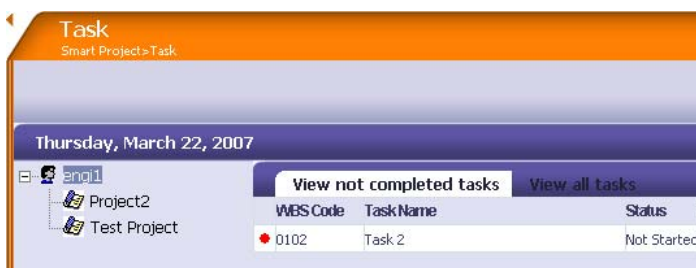 Task
Smart Project>Task
Thursday, March 22, 2007
engi1
Project2
Test Project
View not completed tasks View all tasks
WBS Code Task Name Status
0102 Task 2 Not Started